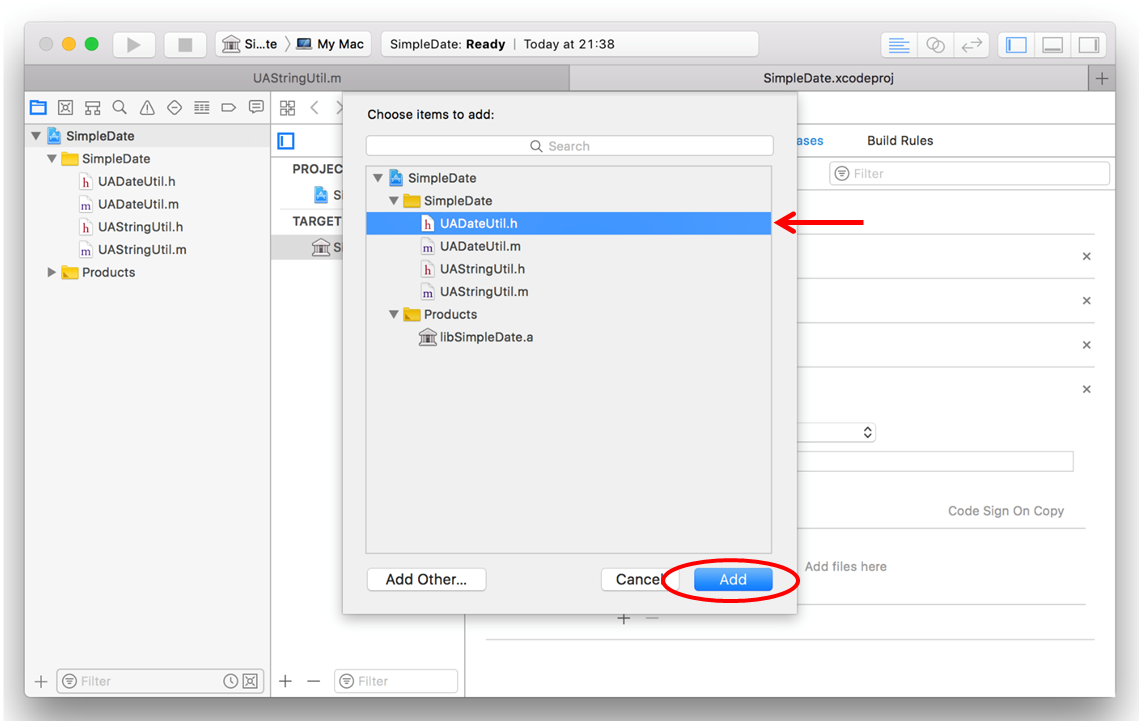 Si...te 〉 My Mac
SimpleDate: Ready | Today at 21:38
UAStringUtil.m
SimpleDate.xcodeproj
SimpleDate
SimpleDate
UADateUtil.h
UADateUtil.m
UAStringUtil.h
UAStringUtil.m
Products
Filter
PROJEC
S
TARGET
S
Filter
Choose items to add:
Search
SimpleDate
SimpleDate
UADateUtil.h
UADateUtil.m
UAStringUtil.h
UAStringUtil.m
Products
libSimpleDate.a
Add Other...
Cancel
Add
ases
Build Rules
Filter
Code Sign On Copy
Add files here